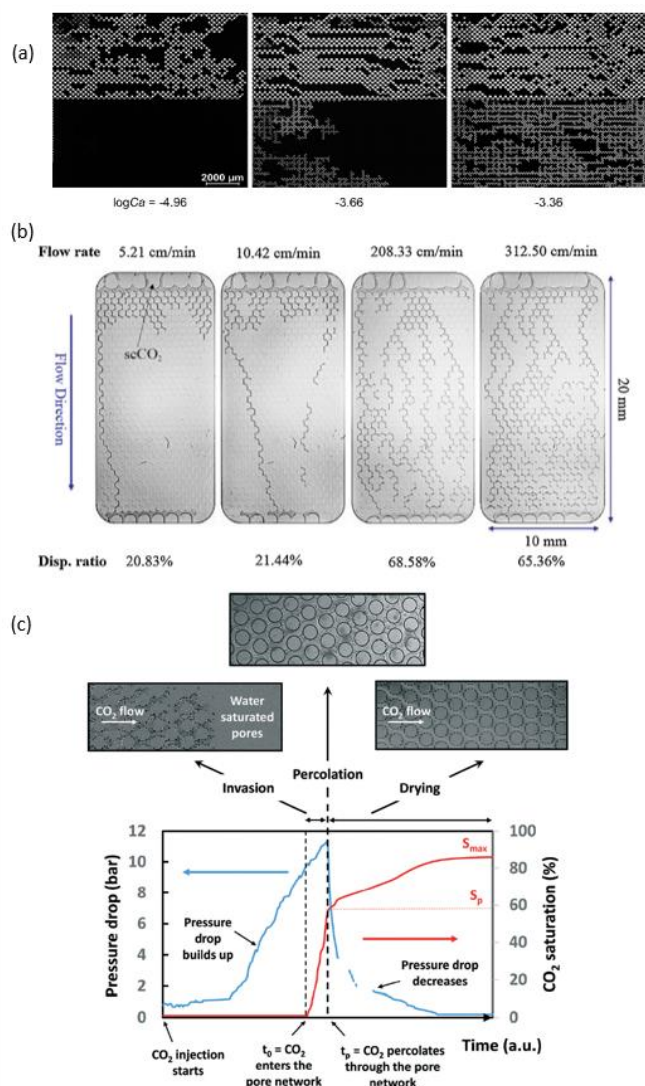 (a)
2000 µm
logCa = -4.96 -3.66 -3.36
(b)
Flow rate 5.21 cm/min 10.42 cm/min 208.33 cm/min 312.50 cm/min
scCO2
Flow Direction
20 mm
10 mm
Disp. ratio 20.83% 21.44% 68.58% 65.36%
(c)
CO2 flow
Water
saturated
pores
CO2 flow
Percolation
Invasion
Drying
12
10
8
6
4
2
0
Pressure drop (bar)
100
80
60
40
20
0
CO2 saturation (%)
Smax
Sp
Pressure
drop
builds up
Pressure drop
decreases
CO2 injection
starts
t0 = CO2
enters the
pore network
tp = CO2 percolates
through the pore
network
Time (a.u.)